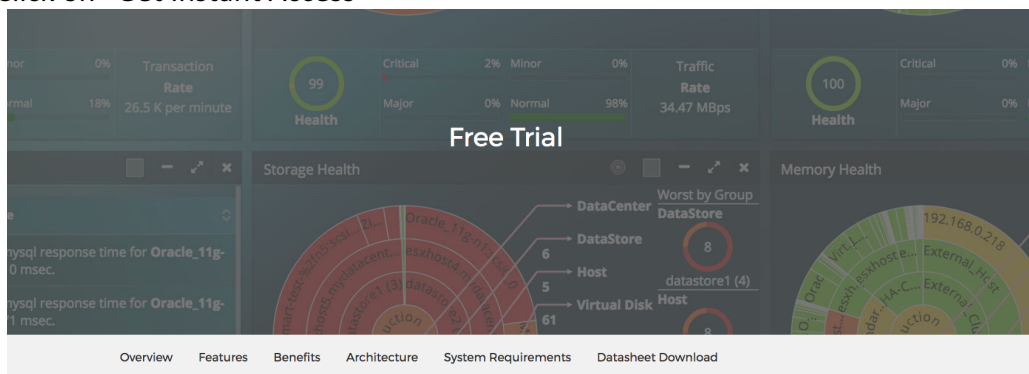 Click on "Get Instant Access"
Minor 0%
Normal 18%
Transaction
Rate
26.5 K per minute
99
Health
Critical 2% Minor 0%
Major 0% Normal 98%
Traffic
Rate
34.47 MBps
100
Health
Critical 0%
Major 0%
Free Trial
Storage Health
Memory Health
mysql response time for Oracle_11g-
0 msec.
mysql response time for Oracle_11g-
1 msec.
DataCenter
DataStore
6
Host
5
Virtual Disk
61
Worst by Group
DataStore
8
datastore1 (4)
Host
8
192.168.0.218
External_Host
Overview Features Benefits Architecture System Requirements Datasheet Download